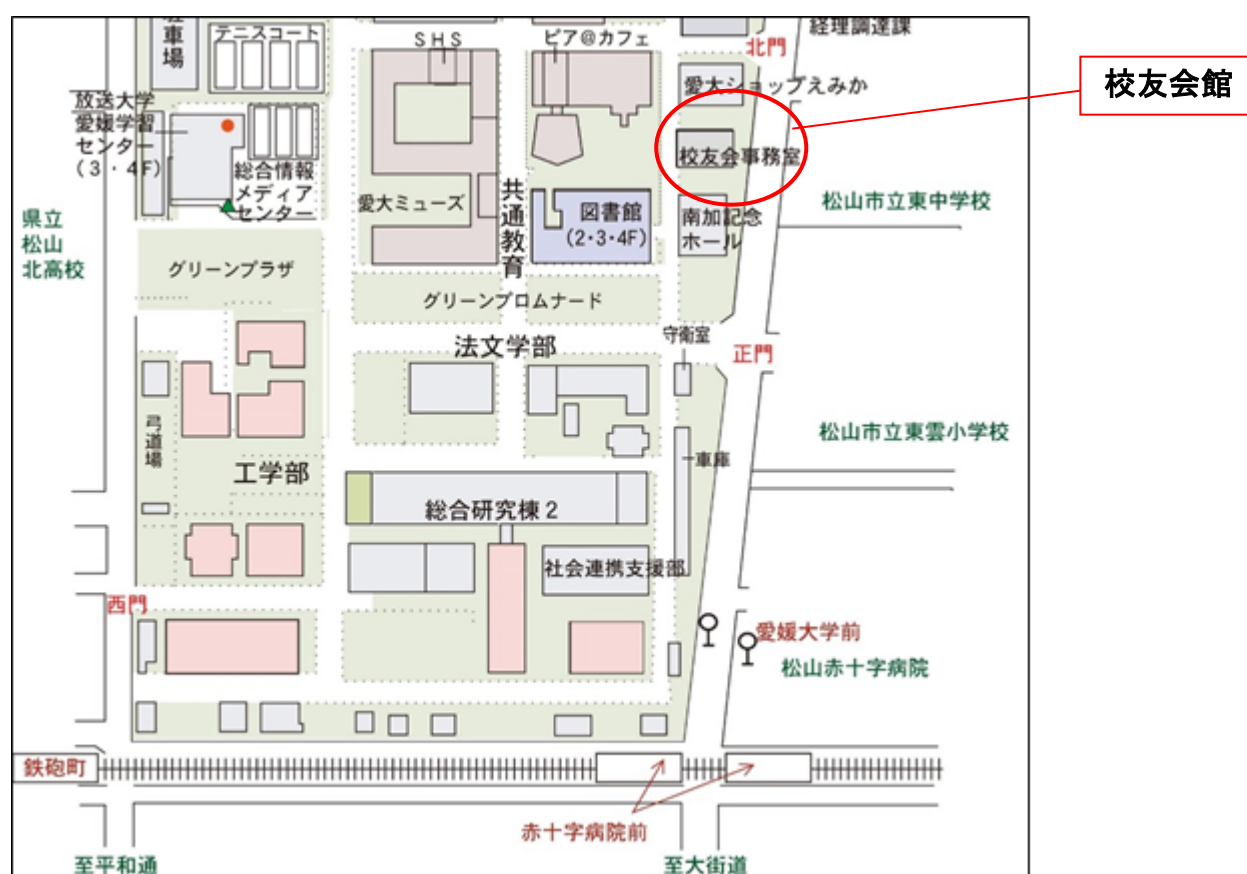 駐車場
テニスコート
SHS
ピア@カフェ
経理調達課
北門
校友会館
愛大ショップえみか
放送大学
愛媛学習
センター
(3・4F)
総合情報
メディア
センター
校友会事務室
愛大ミューズ
共通教育
図書館
(2・3・4F)
南加記念
ホール
松山市立東中学校
県立
松山
北高校
グリーンプラザ
グリーンプロムナード
法文学部
守衛室
正門
弓道場
松山市立東雲小学校
工学部
車庫
総合研究棟2
社会連携支援部
西門
愛媛大学前
松山赤十字病院
鉄砲町
赤十字病院前
至平和通
至大街道